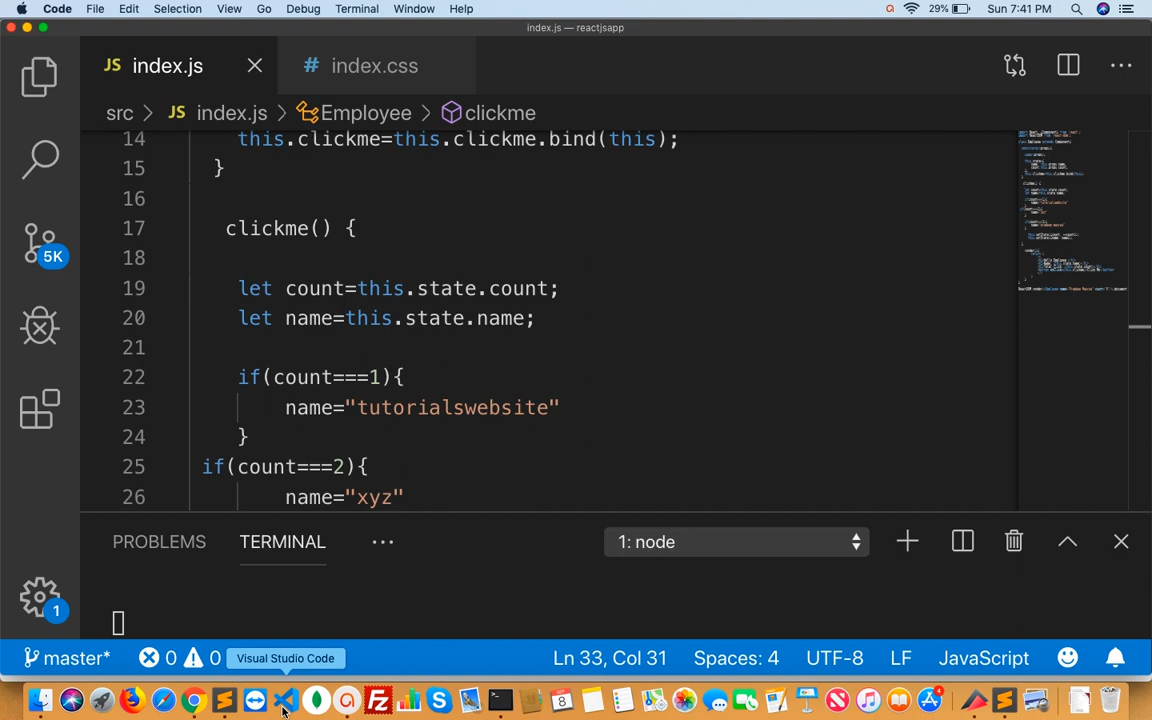 Code File Edit Selection View Go Debug Terminal Window Help 29% Sun 7:41 PM
index.js — reactjsapp
JS index.js # index.css
src > JS index.js > Employee > clickme
14 this.clickme=this.clickme.bind(this);
15 }
16
17 clickme() {
18
19 let count=this.state.count;
20 let name=this.state.name;
21
22 if(count===1){
23 name="tutorialswebsite"
24 }
25 if(count===2){
26 name="xyz"
5K
PROBLEMS TERMINAL ··· 1: node
1
master* 0 0 Visual Studio Code Ln 33, Col 31 Spaces: 4 UTF-8 LF JavaScript